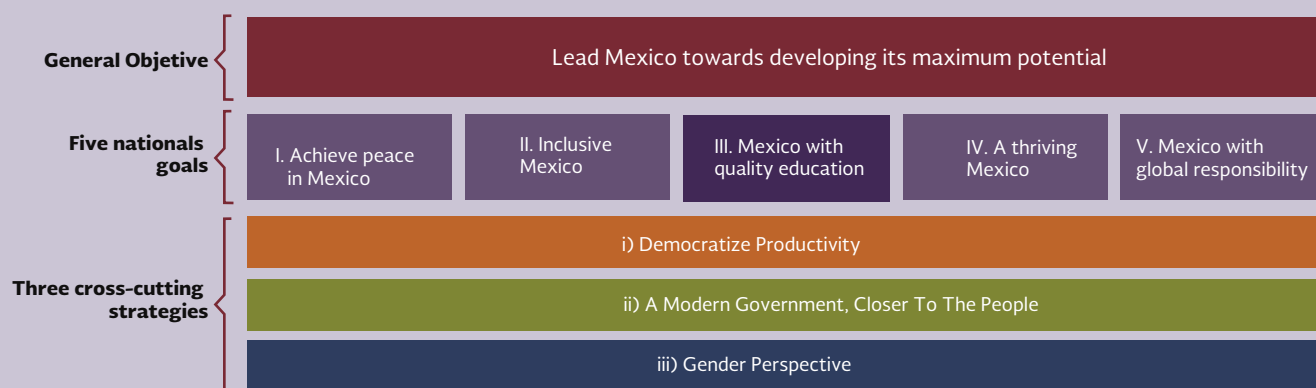 General Objetive
Lead Mexico towards developing its maximum potential
Five nationals
goals
I. Achieve peace
in Mexico
II. Inclusive
Mexico
III. Mexico with
quality education
IV. A thriving
Mexico
V. Mexico with
global responsibility
Three cross-cutting
strategies
i) Democratize Productivity
ii) A Modern Government, Closer To The People
iii) Gender Perspective